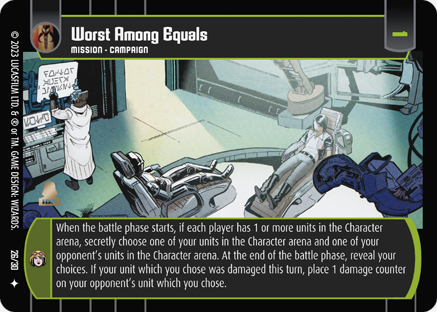 Worst Among Equals
MISSION - CAMPAIGN
When the battle phase starts, if each player has 1 or more units in the Character
arena, secretly choose one of your units in the Character arena and one of your
opponent's units in the Character arena. At the end of the battle phase, reveal your
choices. If your unit which you chose was damaged this turn, place 1 damage counter
on your opponent's unit which you chose.
© 2023 LUCASFILM LTD. & ® or TM. GAME DESIGN: WIZARDS.